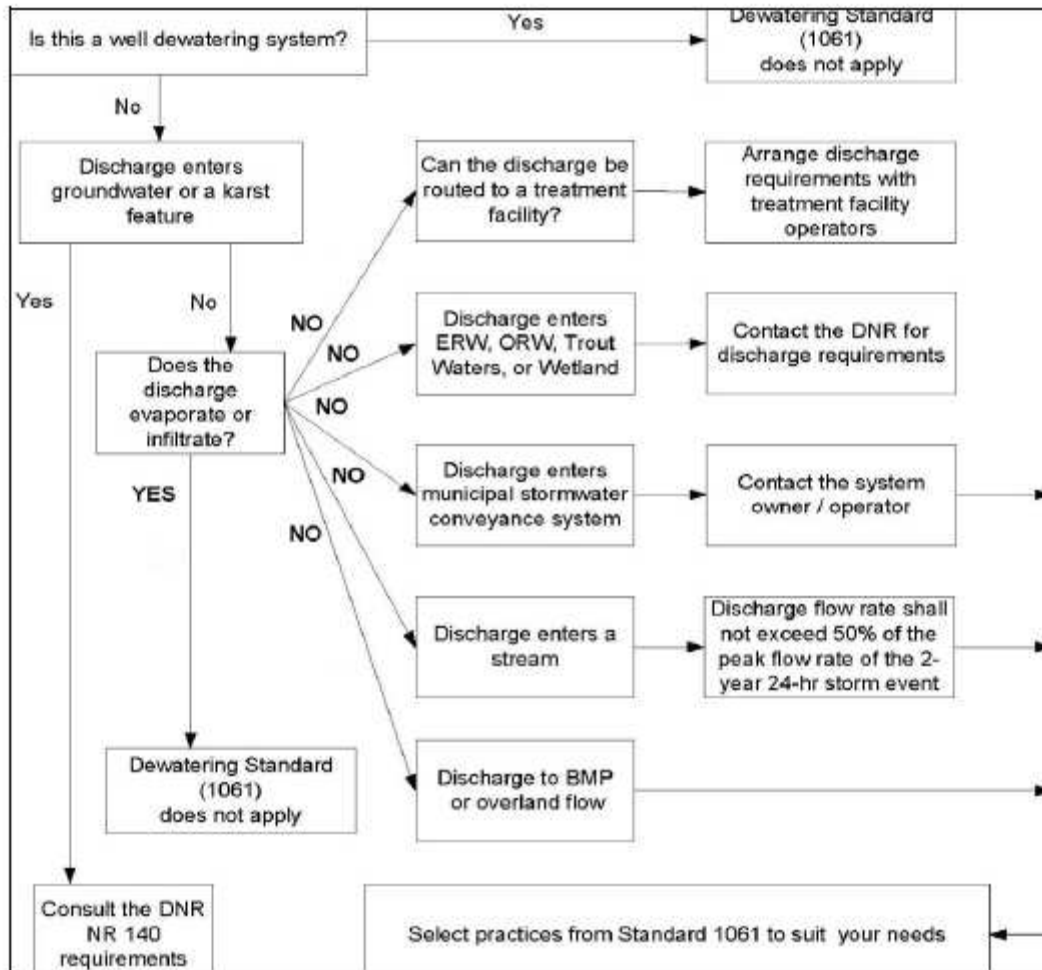 Is this a well dewatering system?
Yes
Dewatering Standard
(1061)
does not apply
No
Discharge enters
groundwater or a karst
feature
Can the discharge be
routed to a treatment
facility?
Arrange discharge
requirements with
treatment facility
operators
Yes
No
NO
Discharge enters
ERW, ORW, Trout
Waters, or Wetland
Contact the DNR for
discharge requirements
NO
Does the
discharge
evaporate or
infiltrate?
NO
YES
NO
Discharge enters
municipal stormwater
conveyance system
Contact the system
owner / operator
NO
Discharge enters a
stream
Discharge flow rate shall
not exceed 50% of the
peak flow rate of the 2-
year 24-hr storm event
Dewatering Standard
(1061)
does not apply
Discharge to BMP
or overland flow
Consult the DNR
NR 140
requirements
Select practices from Standard 1061 to suit your needs